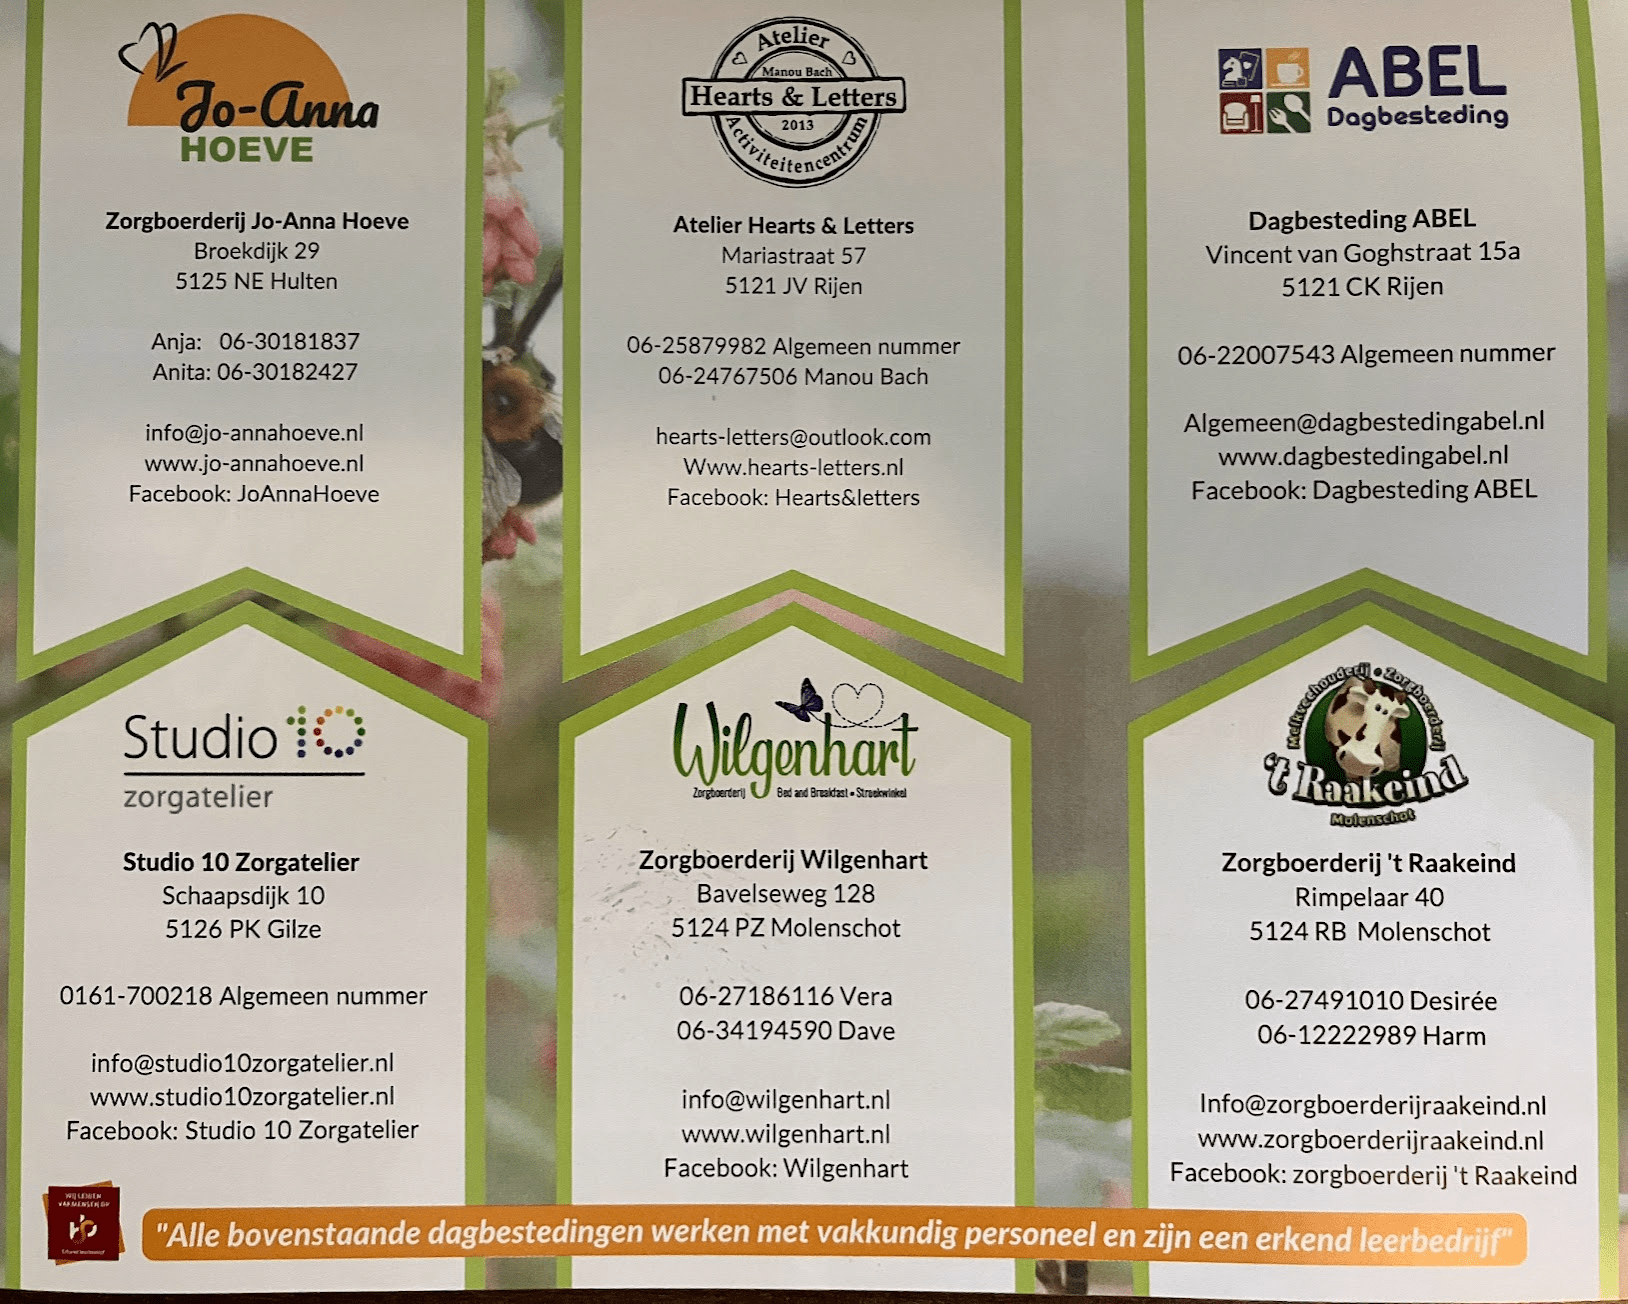 Jo-Anna
HOEVE
Zorgboerderij Jo-Anna Hoeve
Broekdijk 29
5125 NE Hulten
Anja: 06-30181837
Anita: 06-30182427
info@jo-annahoeve.nl
www.jo-annahoeve.nl
Facebook: JoAnnaHoeve
Atelier
Manou Bach
Hearts & Letters
2013
Activiteitencentrum
Atelier Hearts & Letters
Mariastraat 57
5121 JV Rijen
06-25879982 Algemeen nummer
06-24767506 Manou Bach
hearts-letters@outlook.com
Www.hearts-letters.nl
Facebook: Hearts&letters
ABEL
Dagbesteding
Dagbesteding ABEL
Vincent van Goghstraat 15a
5121 CK Rijen
06-22007543 Algemeen nummer
Algemeen@dagbestedingabel.nl
www.dagbestedingabel.nl
Facebook: Dagbesteding ABEL
Studio 10
zorgatelier
Studio 10 Zorgatelier
Schaapsdijk 10
5126 PK Gilze
0161-700218 Algemeen nummer
info@studio10zorgatelier.nl
www.studio10zorgatelier.nl
Facebook: Studio 10 Zorgatelier
Wilgenhart
Zorgboerderij Bed and Breakfast • Streekwinkel
Zorgboerderij Wilgenhart
Bavelseweg 128
5124 PZ Molenschot
06-27186116 Vera
06-34194590 Dave
info@wilgenhart.nl
www.wilgenhart.nl
Facebook: Wilgenhart
Melkveehouderij • Zorgboerderij
't Raakeind
Molenschot
Zorgboerderij 't Raakeind
Rimpelaar 40
5124 RB Molenschot
06-27491010 Desirée
06-12222989 Harm
Info@zorgboerderijraakeind.nl
www.zorgboerderijraakeind.nl
Facebook: zorgboerderij 't Raakeind
WIJ LEIDEN
VAKMENSEN OP
"Alle bovenstaande dagbestedingen werken met vakkundig personeel en zijn een erkend leerbedrijf"